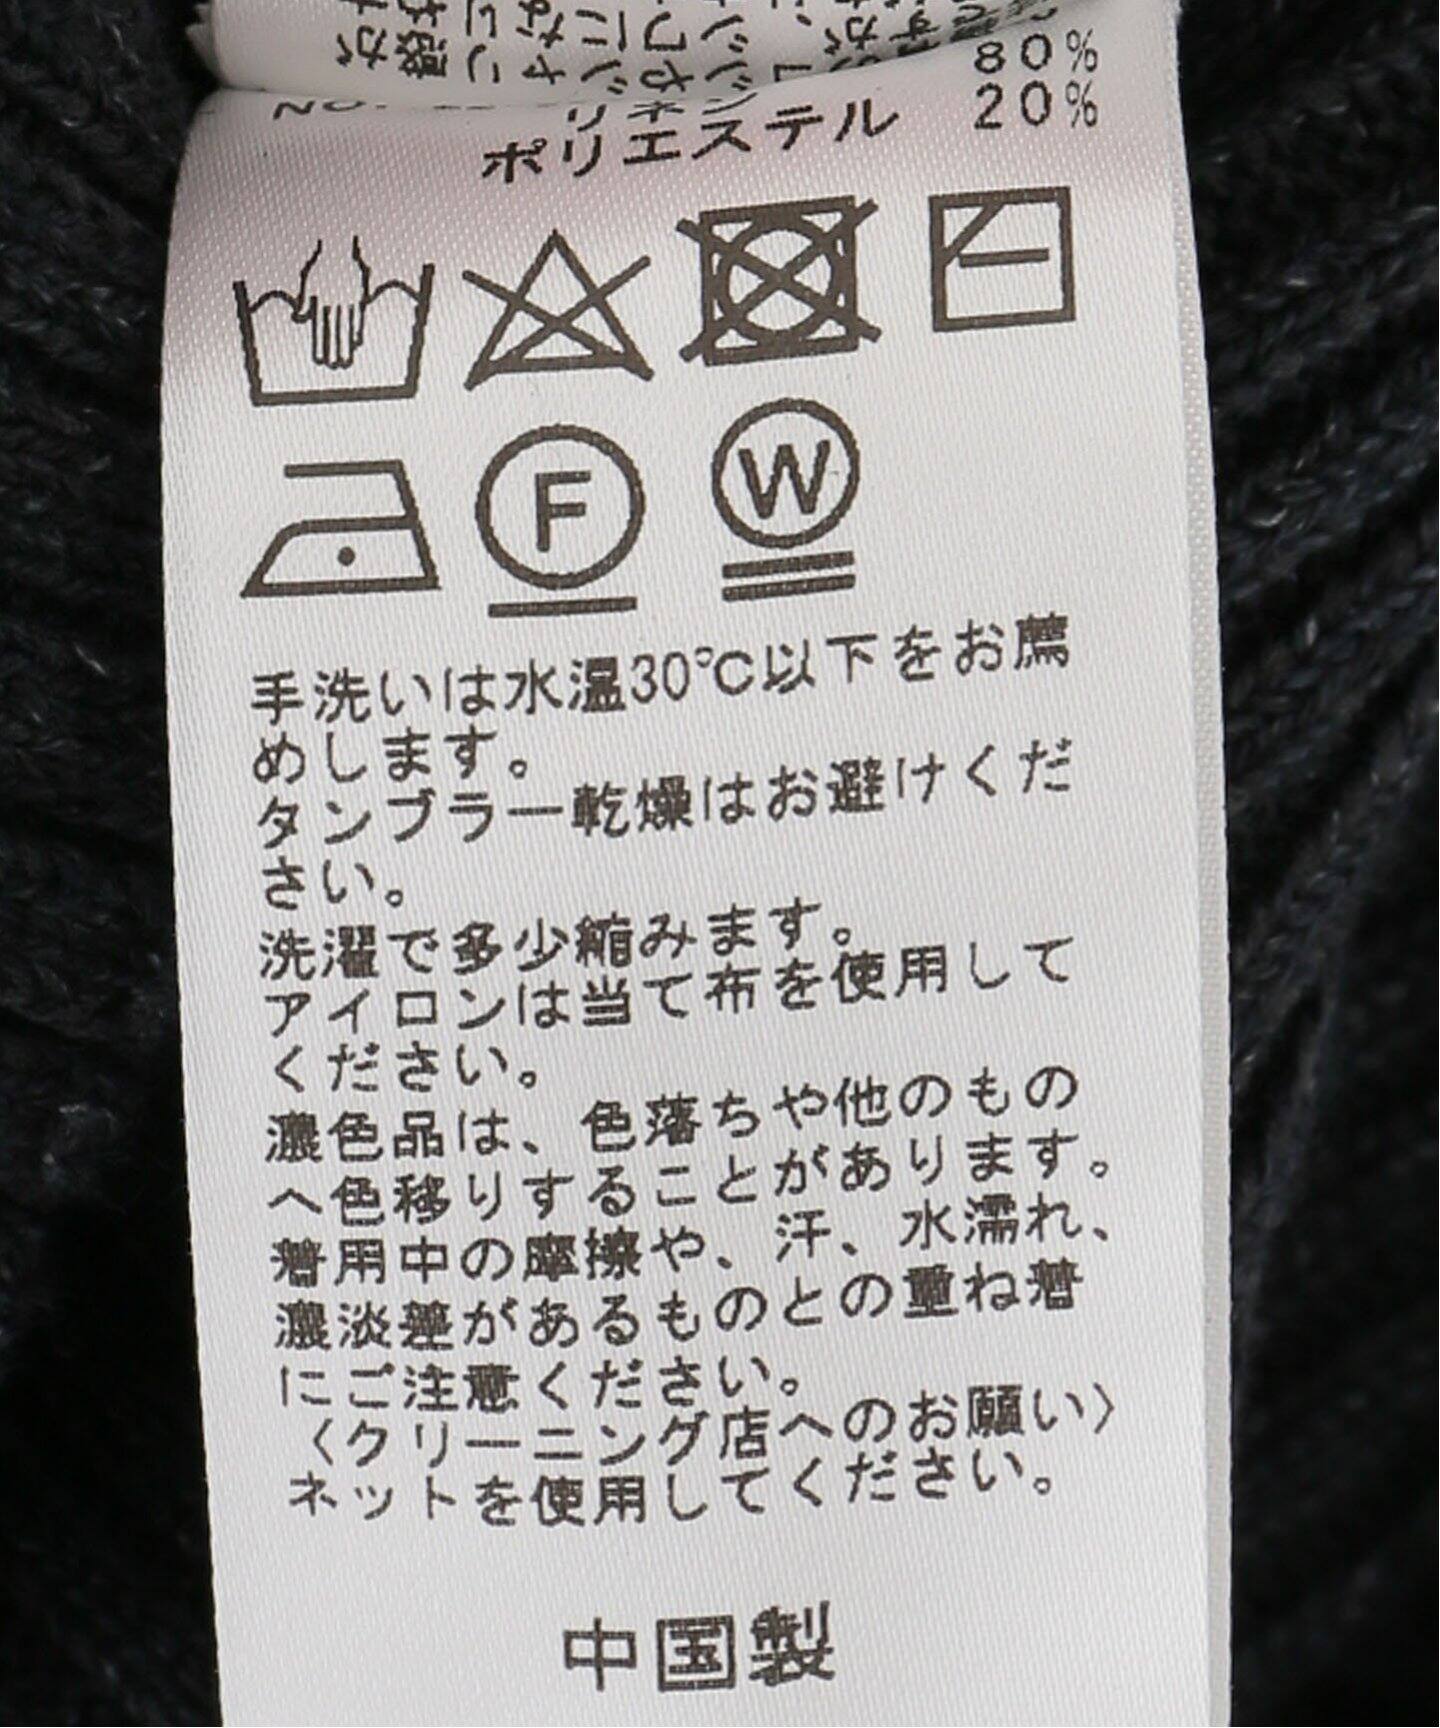 80%
リネン
ポリエステル 20%
F
W
手洗いは水温30℃以下をお薦
めします。
タンブラー乾燥はお避けくだ
さい。
洗濯で多少縮みます。
アイロンは当て布を使用して
ください。
濃色品は、色落ちや他のもの
へ色移りすることがあります。
着用中の摩擦や、汗、水濡れ、
濃淡差があるものとの重ね着
にご注意ください。
〈クリーニング店へのお願い〉
ネットを使用してください。
中国製